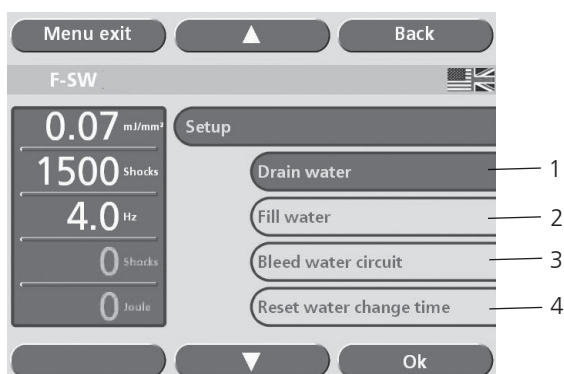 Menu exit
Back
F-SW
0.07 mJ/mm²
1500 Shocks
4.0 Hz
0 Shocks
0 Joule
Setup
Drain water
Fill water
Bleed water circuit
Reset water change time
1
2
3
4
Ok